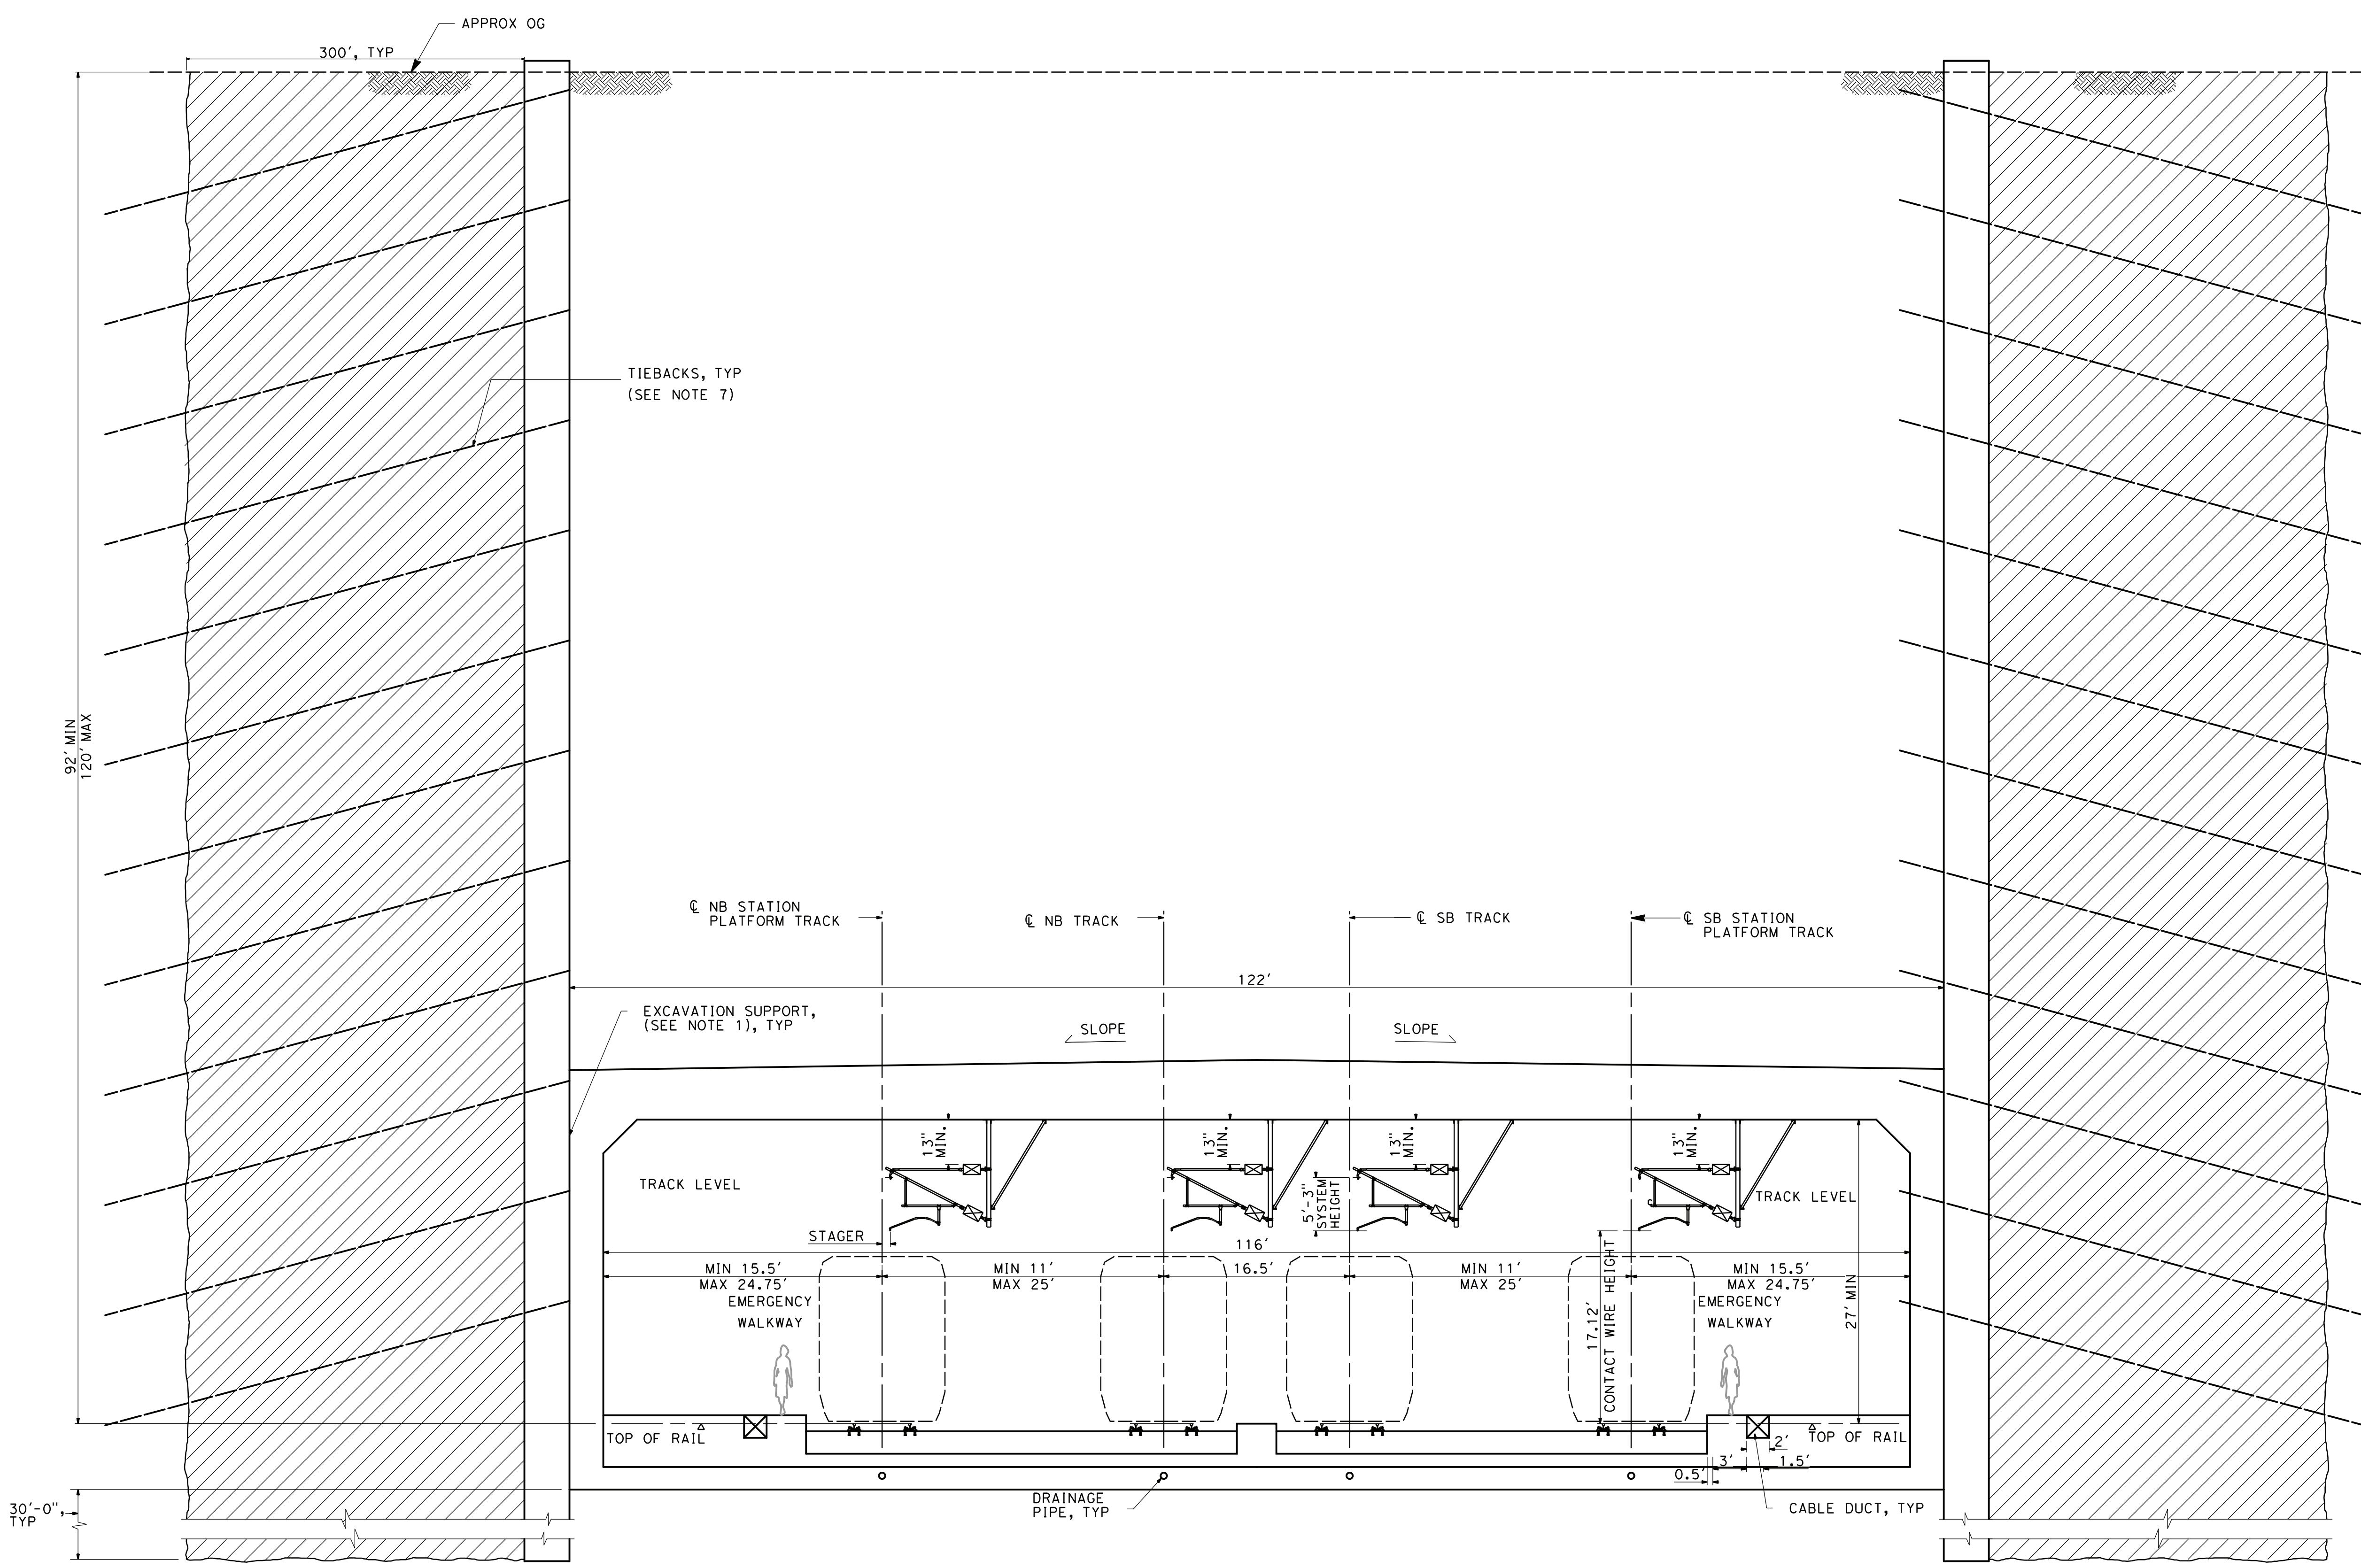 APPROX OG
300', TYP
TIEBACKS, TYP
(SEE NOTE 7)
92' MIN
120' MAX
℄ NB STATION
PLATFORM TRACK
℄ NB TRACK
℄ SB TRACK
℄ SB STATION
PLATFORM TRACK
122'
EXCAVATION SUPPORT,
(SEE NOTE 1), TYP
SLOPE
SLOPE
13"
MIN.
13"
MIN.
13"
MIN.
13"
MIN.
TRACK LEVEL
TRACK LEVEL
5'-3"
SYSTEM
HEIGHT
STAGER
116'
MIN 15.5'
MAX 24.75'
MIN 11'
MAX 25'
16.5'
MIN 11'
MAX 25'
MIN 15.5'
MAX 24.75'
EMERGENCY
WALKWAY
EMERGENCY
WALKWAY
17.12'
CONTACT WIRE HEIGHT
27' MIN
TOP OF RAIL
TOP OF RAIL
2'
3'
1.5'
0.5'
DRAINAGE
PIPE, TYP
CABLE DUCT, TYP
30'-0",
TYP